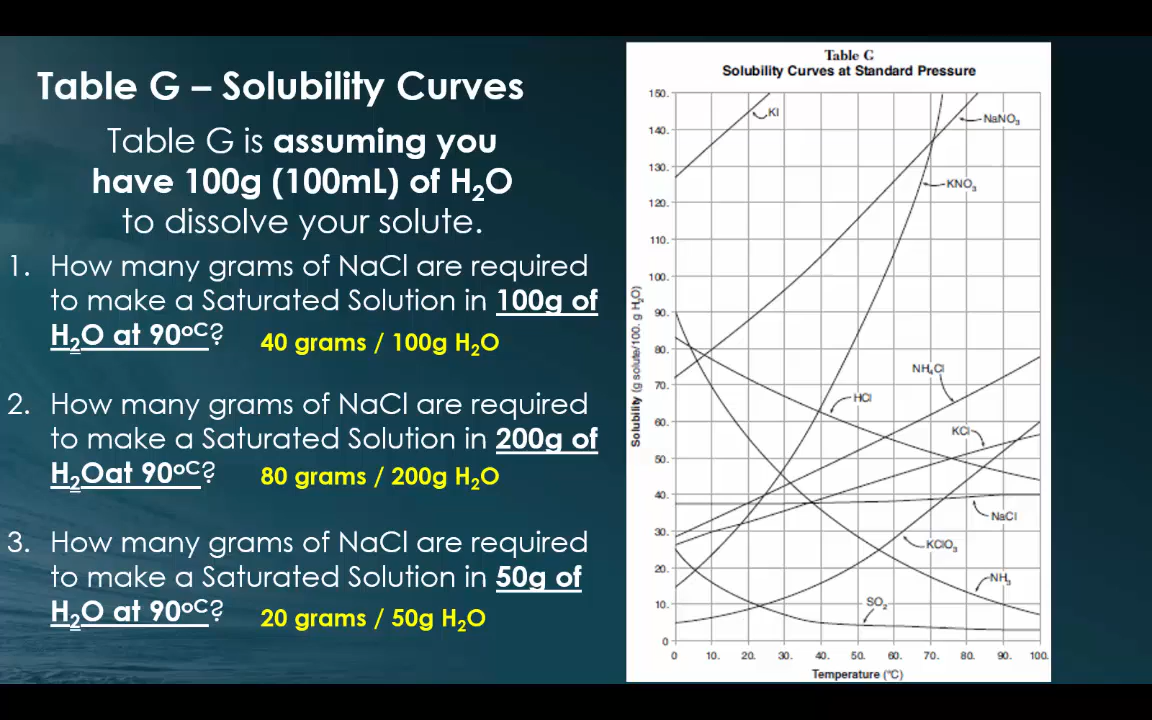 Table G – Solubility Curves
Table G is assuming you
have 100g (100mL) of H₂O
to dissolve your solute.
1. How many grams of NaCl are required
to make a Saturated Solution in 100g of
H₂O at 90ᵒᶜ?
40 grams / 100g H₂O
2. How many grams of NaCl are required
to make a Saturated Solution in 200g of
H₂Oat 90ᵒᶜ?
80 grams / 200g H₂O
3. How many grams of NaCl are required
to make a Saturated Solution in 50g of
H₂O at 90ᵒᶜ?
20 grams / 50g H₂O
Table G
Solubility Curves at Standard Pressure
Solubility (g solute/100. g H₂O)
150.
140.
130.
120.
110.
100.
90.
80.
70.
60.
50.
40.
30.
20.
10.
0
KI
NaNO₃
KNO₃
NH₄Cl
HCl
KCl
NaCl
KClO₃
NH₃
SO₂
0 10. 20. 30. 40. 50. 60. 70. 80. 90. 100.
Temperature (°C)